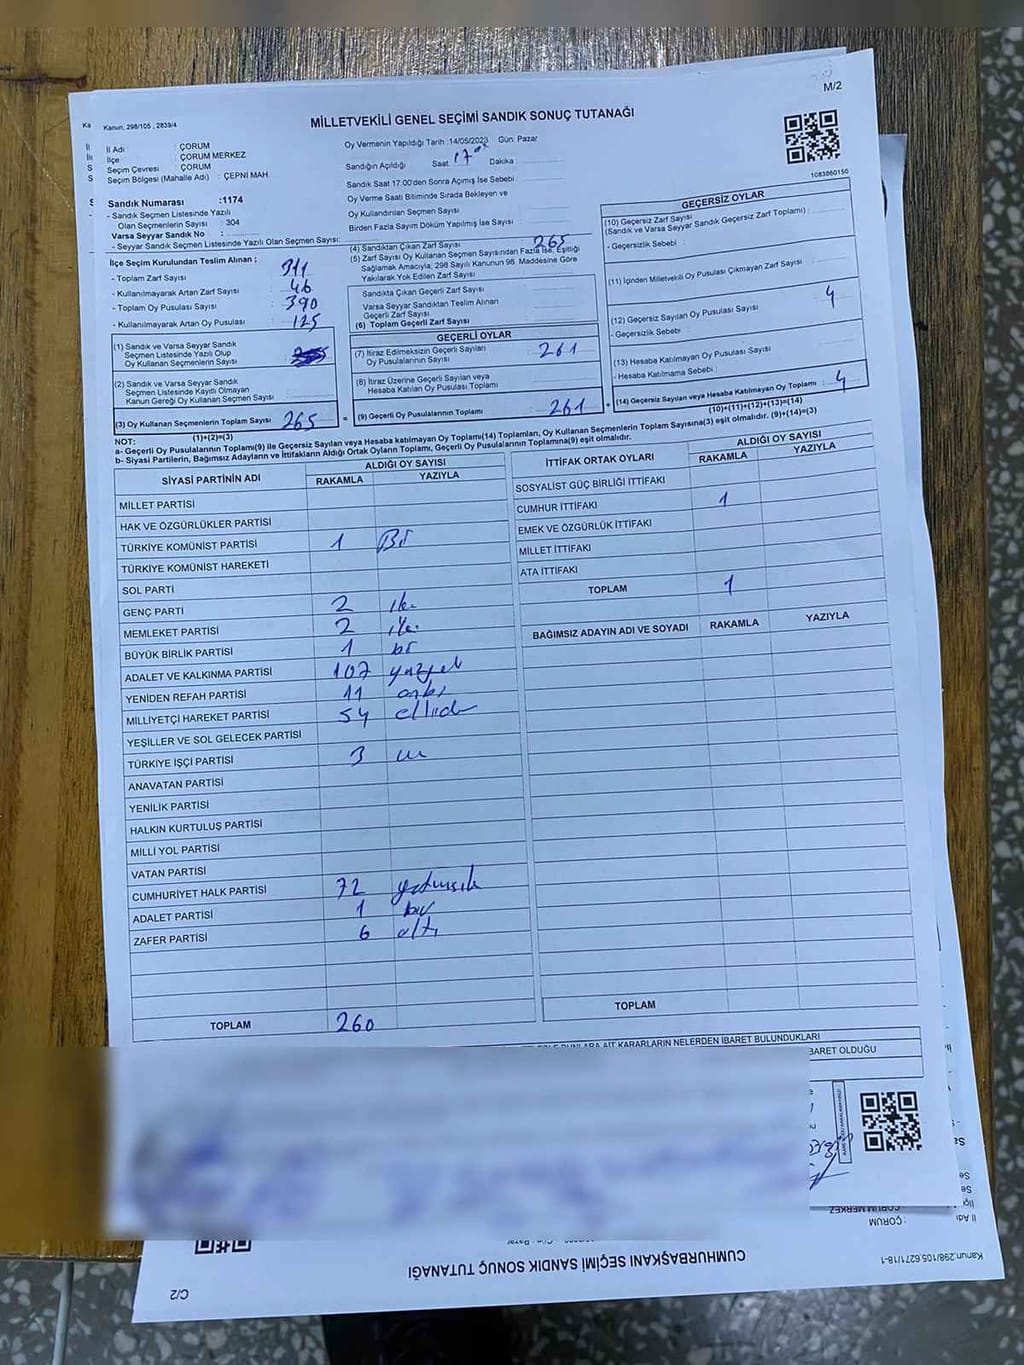 M/2
MİLLETVEKİLİ GENEL SEÇİMİ SANDIK SONUÇ TUTANAĞI
Kanun: 298/105 , 2839/4
İl Adı : ÇORUM
İlçe : ÇORUM MERKEZ
Seçim Çevresi : ÇORUM
Seçim Bölgesi (Mahalle Adı) : ÇEPNİ MAH
Sandık Numarası :1174
- Sandık Seçmen Listesinde Yazılı
Olan Seçmenlerin Sayısı : 304
Varsa Seyyar Sandık No :
- Seyyar Sandık Seçmen Listesinde Yazılı Olan Seçmen Sayısı:
İlçe Seçim Kurulundan Teslim Alınan ;
- Toplam Zarf Sayısı 311
- Kullanılmayarak Artan Zarf Sayısı 46
- Toplam Oy Pusulası Sayısı 390
- Kullanılmayarak Artan Oy Pusulası 125
(1) Sandık ve Varsa Seyyar Sandık
Seçmen Listesinde Yazılı Olup
Oy Kullanan Seçmenlerin Sayısı
(2) Sandık ve Varsa Seyyar Sandık
Seçmen Listesinde Kayıtlı Olmayan
Kanun Gereği Oy Kullanan Seçmen Sayısı
(3) Oy Kullanan Seçmenlerin Toplam Sayısı 265 =
(1)+(2)=(3)
Oy Vermenin Yapıldığı Tarih :14/05/2023 Gün: Pazar
Sandığın Açıldığı Saat 17 Dakika :
Sandık Saat 17:00'den Sonra Açılmış İse Sebebi :
Oy Verme Saati Bitiminde Sırada Bekleyen ve
Oy Kullandırılan Seçmen Sayısı
Birden Fazla Sayım Döküm Yapılmış İse Sayısı :
(4) Sandıktan Çıkan Zarf Sayısı 265
(5) Zarf Sayısı Oy Kullanan Seçmen Sayısından Fazla İse, Eşitliği
Sağlamak Amacıyla, 298 Sayılı Kanunun 98. Maddesine Göre
Yakılarak Yok Edilen Zarf Sayısı
Sandıkta Çıkan Geçerli Zarf Sayısı
Varsa Seyyar Sandıktan Teslim Alınan
Geçerli Zarf Sayısı
(6) Toplam Geçerli Zarf Sayısı
GEÇERLİ OYLAR
(7) İtiraz Edilmeksizin Geçerli Sayılan
Oy Pusulalarının Sayısı 261
(8) İtiraz Üzerine Geçerli Sayılan veya
Hesaba Katılan Oy Pusulası Toplamı
(9) Geçerli Oy Pusulalarının Toplamı 261 +
1083860150
GEÇERSİZ OYLAR
(10) Geçersiz Zarf Sayısı
(Sandık ve Varsa Seyyar Sandık Geçersiz Zarf Toplamı) :
- Geçersizlik Sebebi :
(11) İçinden Milletvekili Oy Pusulası Çıkmayan Zarf Sayısı
(12) Geçersiz Sayılan Oy Pusulası Sayısı 4
- Geçersizlik Sebebi :
(13) Hesaba Katılmayan Oy Pusulası Sayısı
- Hesaba Katılmama Sebebi :
(14) Geçersiz Sayılan veya Hesaba Katılmayan Oy Toplamı : 4
(10)+(11)+(12)+(13)=(14)
NOT:
a- Geçerli Oy Pusulalarının Toplamı(9) ile Geçersiz Sayılan veya Hesaba katılmayan Oy Toplamı(14) Toplamları, Oy Kullanan Seçmenlerin Toplam Sayısına(3) eşit olmalıdır. (9)+(14)=(3)
b- Siyasi Partilerin, Bağımsız Adayların ve İttifakların Aldığı Ortak Oyların Toplamı, Geçerli Oy Pusulalarının Toplamına(9) eşit olmalıdır.
SİYASİ PARTİNİN ADI ALDIĞI OY SAYISI
RAKAMLA YAZIYLA
MİLLET PARTİSİ
HAK VE ÖZGÜRLÜKLER PARTİSİ
TÜRKİYE KOMÜNİST PARTİSİ 1 Bir
TÜRKİYE KOMÜNİST HAREKETİ
SOL PARTİ
GENÇ PARTİ 2 iki
MEMLEKET PARTİSİ 2 iki
BÜYÜK BİRLİK PARTİSİ 1 bir
ADALET VE KALKINMA PARTİSİ 107 yüzyedi
YENİDEN REFAH PARTİSİ 11 onbir
MİLLİYETÇİ HAREKET PARTİSİ 54 ellidört
YEŞİLLER VE SOL GELECEK PARTİSİ
TÜRKİYE İŞÇİ PARTİSİ 3 üç
ANAVATAN PARTİSİ
YENİLİK PARTİSİ
HALKIN KURTULUŞ PARTİSİ
MİLLİ YOL PARTİSİ
VATAN PARTİSİ
CUMHURİYET HALK PARTİSİ 72 yetmişiki
ADALET PARTİSİ 1 bir
ZAFER PARTİSİ 6 altı
TOPLAM 260
İTTİFAK ORTAK OYLARI ALDIĞI OY SAYISI
RAKAMLA YAZIYLA
SOSYALİST GÜÇ BİRLİĞİ İTTİFAKI
CUMHUR İTTİFAKI 1
EMEK VE ÖZGÜRLÜK İTTİFAKI
MİLLET İTTİFAKI
ATA İTTİFAKI
TOPLAM 1
BAĞIMSIZ ADAYIN ADI VE SOYADI RAKAMLA YAZIYLA
TOPLAM
AİT KARARLARIN NELERDEN İBARET BULUNDUKLARI
İBARET OLDUĞU
İl Adı : ÇORUM
ÇORUM MERKEZ
Kanun: 298/105,6271/18-1
CUMHURBAŞKANI SEÇİMİ SANDIK SONUÇ TUTANAĞI
C/2